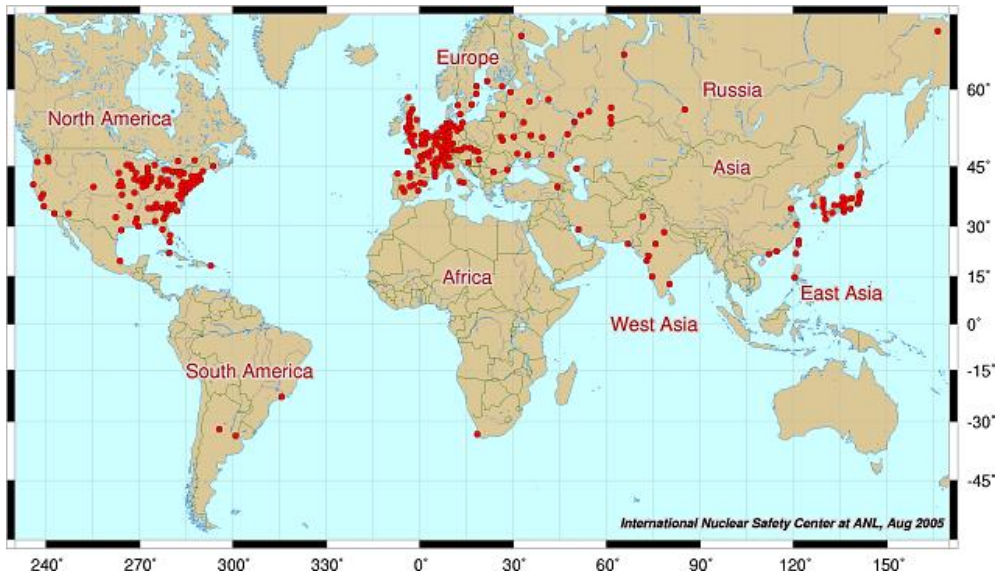 Europe
60°
Russia
North America
Asia
45°
30°
Africa
15°
East Asia
West Asia
0°
South America
-15°
-30°
-45°
International Nuclear Safety Center at ANL, Aug 2005
240° 270° 300° 330° 0° 30° 60° 90° 120° 150°